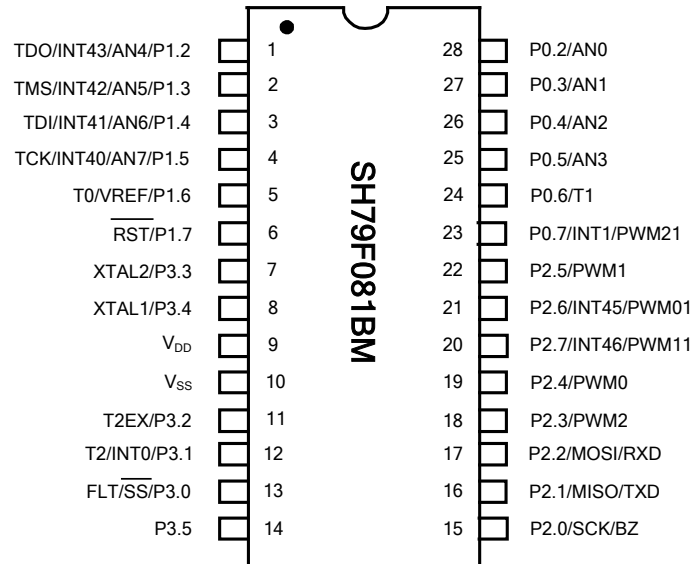 TDO/INT43/AN4/P1.2 1 28 P0.2/AN0
TMS/INT42/AN5/P1.3 2 27 P0.3/AN1
TDI/INT41/AN6/P1.4 3 26 P0.4/AN2
TCK/INT40/AN7/P1.5 4 25 P0.5/AN3
T0/VREF/P1.6 5 24 P0.6/T1
RST/P1.7 6 23 P0.7/INT1/PWM21
XTAL2/P3.3 7 22 P2.5/PWM1
XTAL1/P3.4 8 21 P2.6/INT45/PWM01
VDD 9 20 P2.7/INT46/PWM11
VSS 10 19 P2.4/PWM0
T2EX/P3.2 11 18 P2.3/PWM2
T2/INT0/P3.1 12 17 P2.2/MOSI/RXD
FLT/SS/P3.0 13 16 P2.1/MISO/TXD
P3.5 14 15 P2.0/SCK/BZ
SH79F081BM